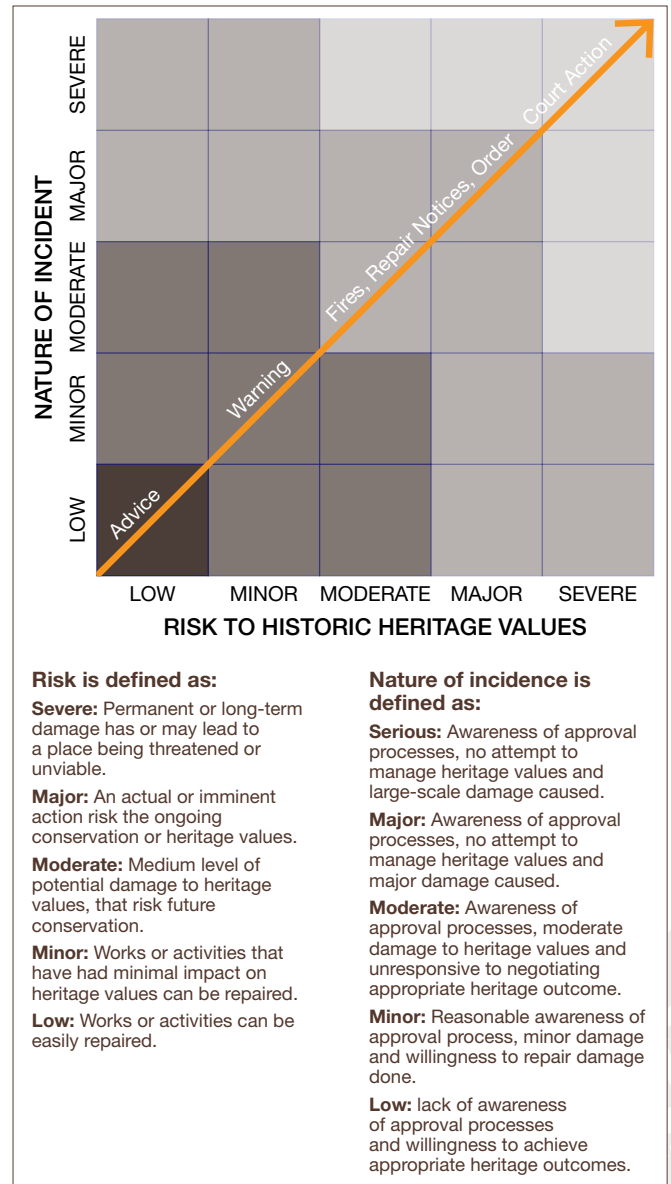 NATURE OF INCIDENT
SEVERE
MAJOR
MODERATE
MINOR
LOW
Advice
Warning
Fires, Repair Notices, Order
Court Action
LOW
MINOR
MODERATE
MAJOR
SEVERE
RISK TO HISTORIC HERITAGE VALUES
Risk is defined as:
Severe: Permanent or long-term
damage has or may lead to
a place being threatened or
unviable.
Major: An actual or imminent
action risk the ongoing
conservation or heritage values.
Moderate: Medium level of
potential damage to heritage
values, that risk future
conservation.
Minor: Works or activities that
have had minimal impact on
heritage values can be repaired.
Low: Works or activities can be
easily repaired.
Nature of incidence is
defined as:
Serious: Awareness of approval
processes, no attempt to
manage heritage values and
large-scale damage caused.
Major: Awareness of approval
processes, no attempt to
manage heritage values and
major damage caused.
Moderate: Awareness of
approval processes, moderate
damage to heritage values and
unresponsive to negotiating
appropriate heritage outcome.
Minor: Reasonable awareness of
approval process, minor damage
and willingness to repair damage
done.
Low: lack of awareness
of approval processes
and willingness to achieve
appropriate heritage outcomes.